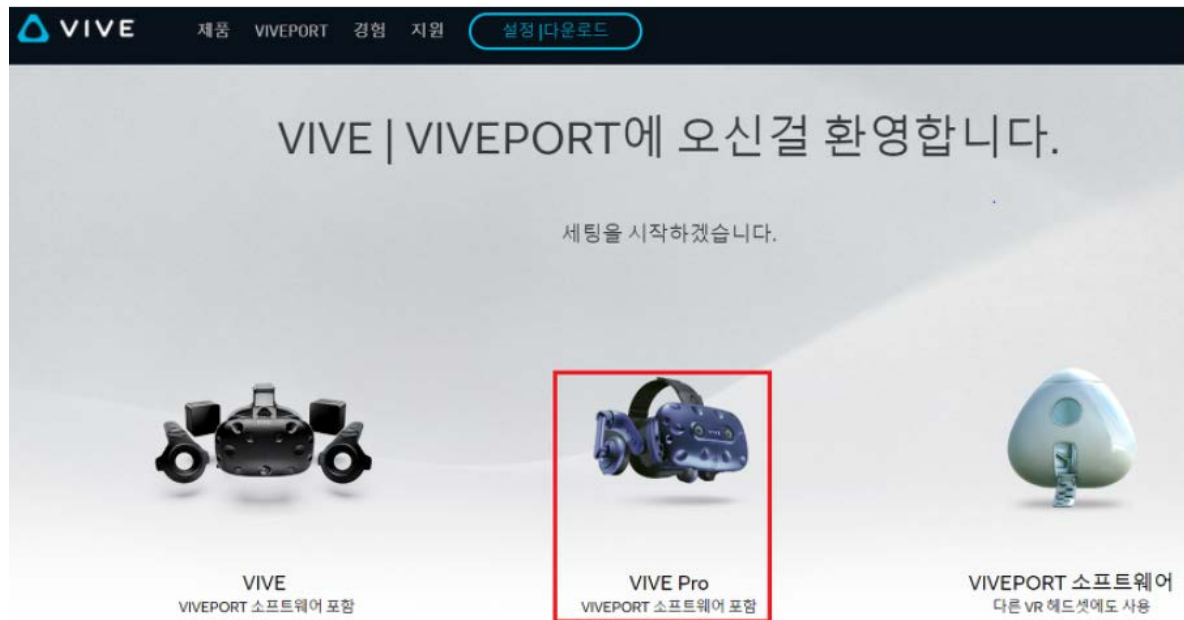 VIVE 제품 VIVEPORT 경험 지원 설정 |다운로드
VIVE | VIVEPORT에 오신걸 환영합니다.
세팅을 시작하겠습니다.
VIVE
VIVEPORT 소프트웨어 포함
VIVE Pro
VIVEPORT 소프트웨어 포함
VIVEPORT 소프트웨어
다른 VR 헤드셋에도 사용